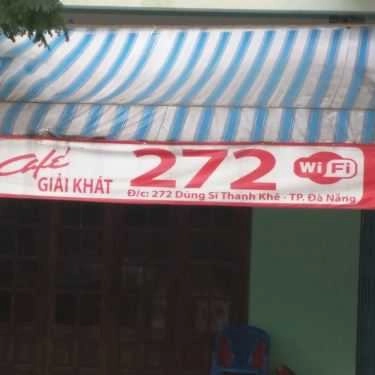 Café
GIẢI KHÁT
272
WiFi
Đ/c: 272 Dũng Sĩ Thanh Khê - TP. Đà Nẵng